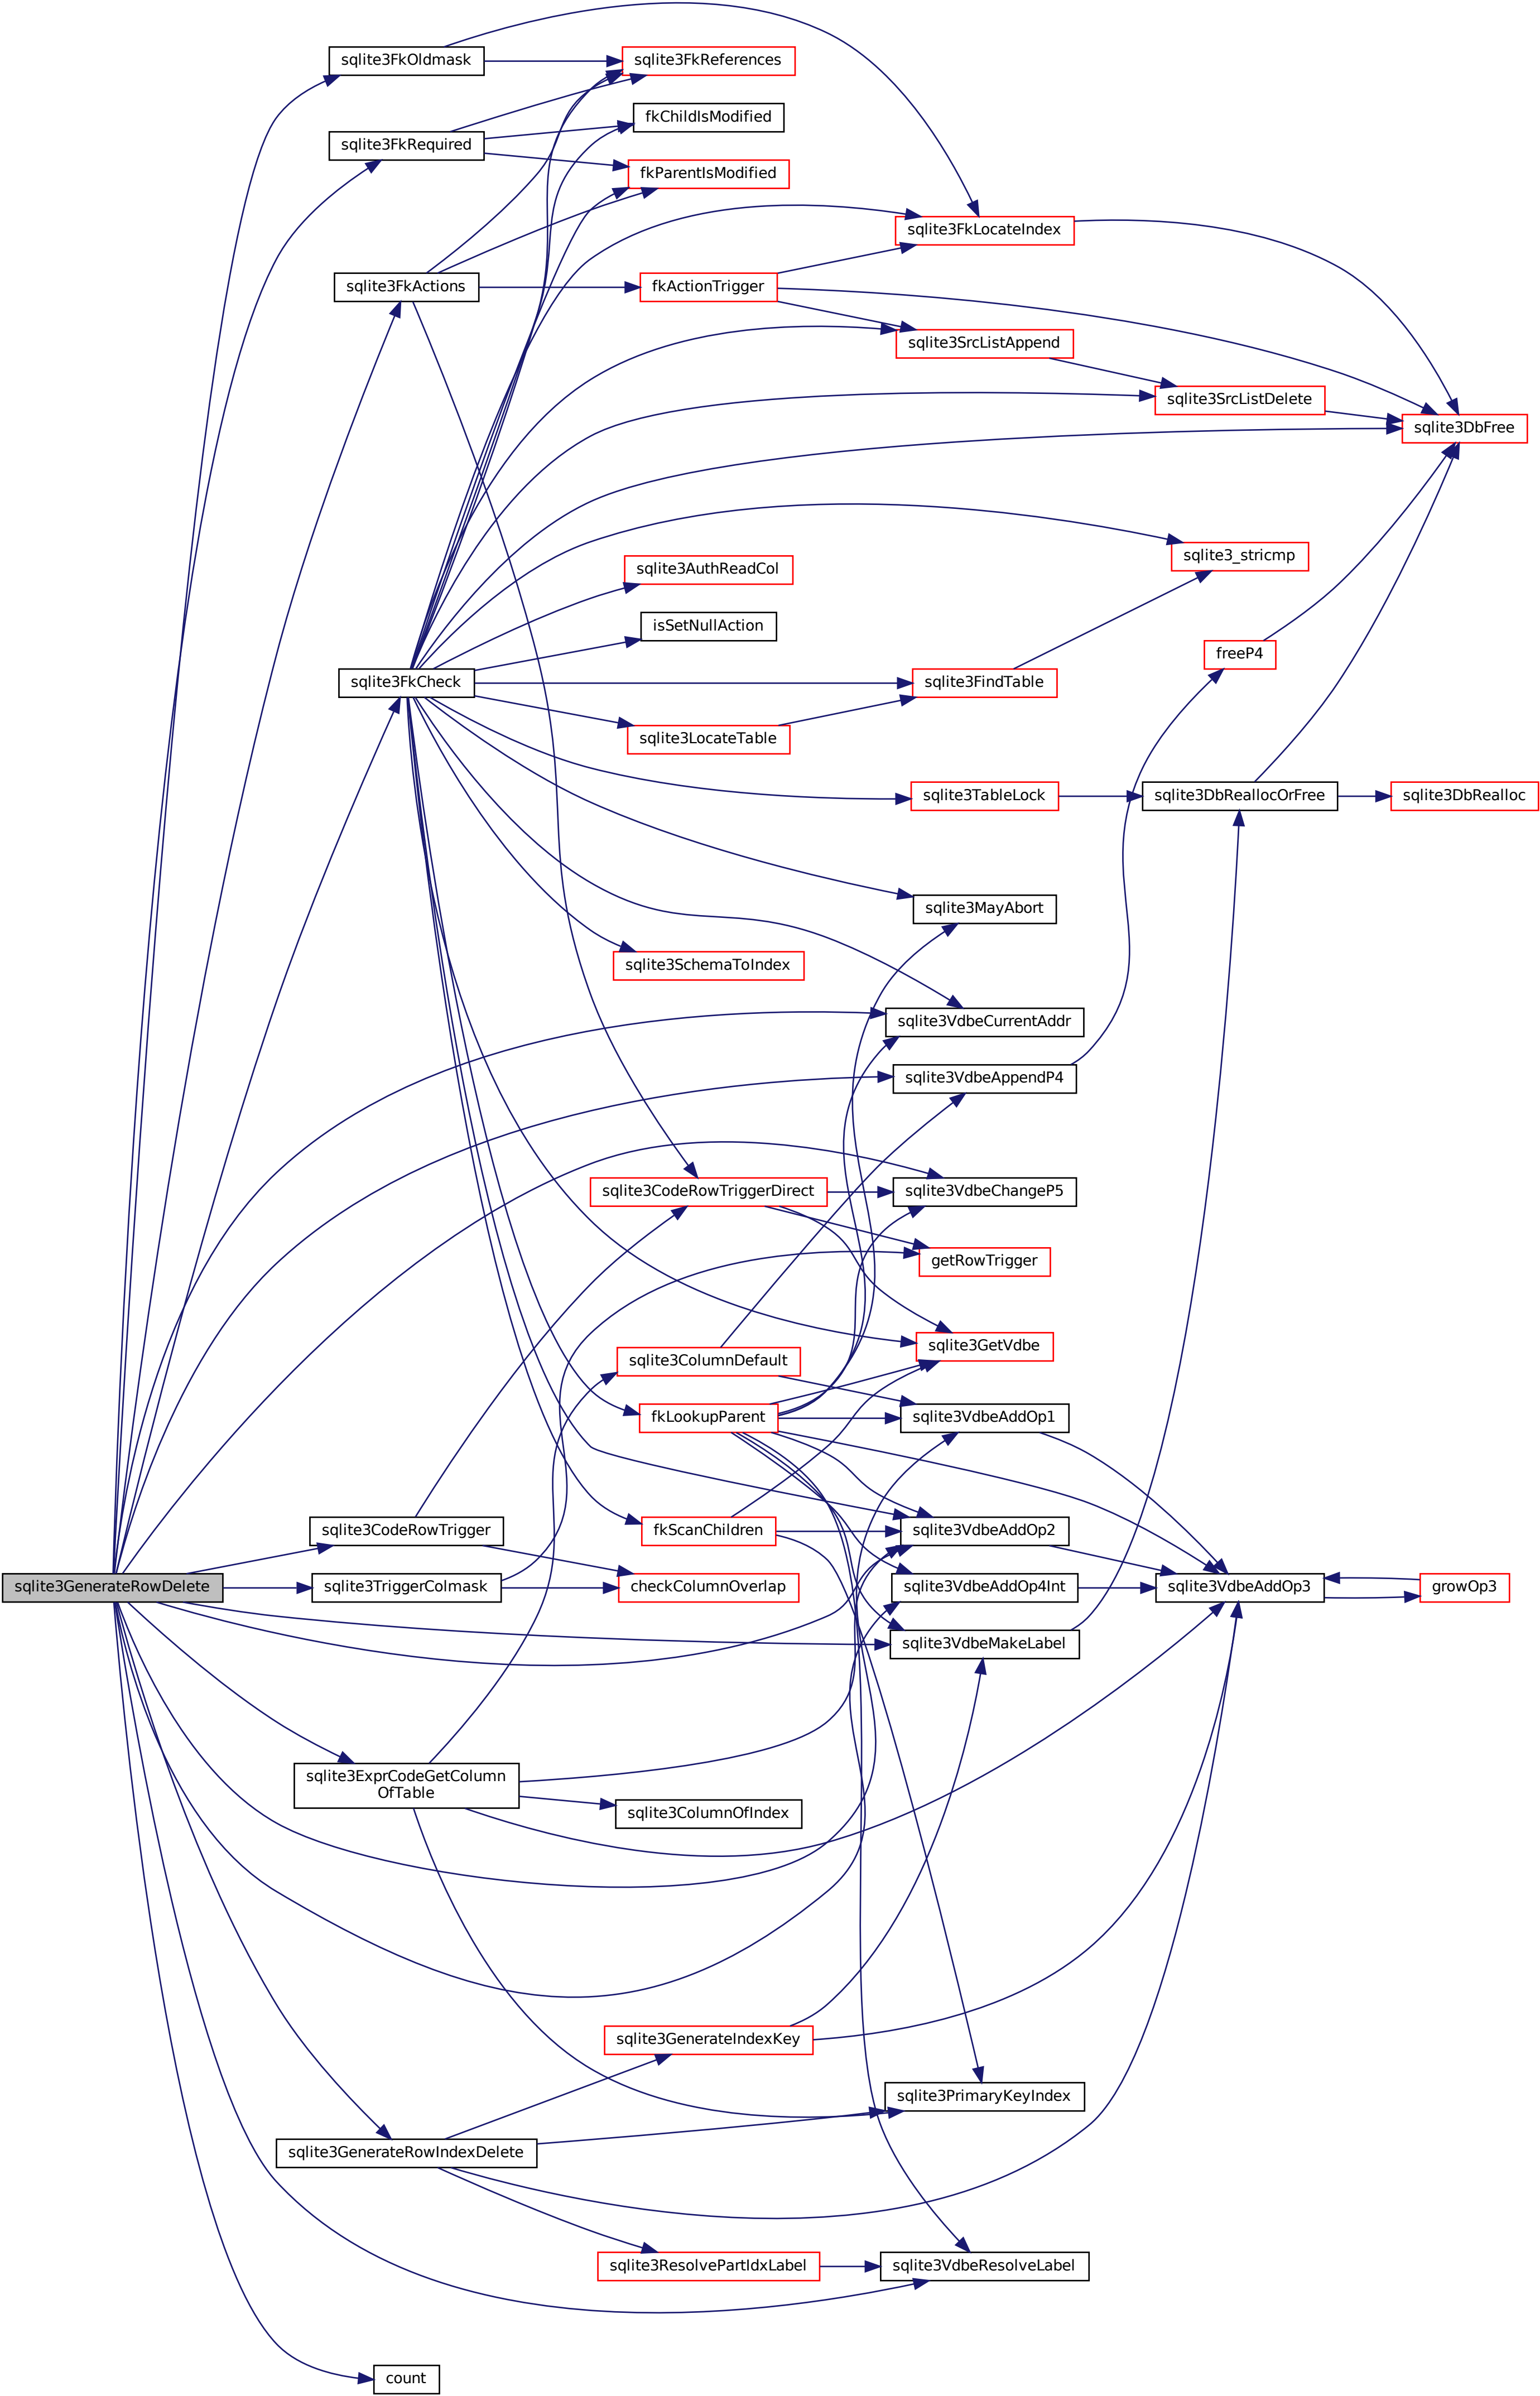 sqlite3FkOldmask
sqlite3FkReferences
fkChildIsModified
sqlite3FkRequired
fkParentIsModified
sqlite3FkLocateIndex
sqlite3FkActions
fkActionTrigger
sqlite3SrcListAppend
sqlite3SrcListDelete
sqlite3DbFree
sqlite3_stricmp
sqlite3AuthReadCol
isSetNullAction
freeP4
sqlite3FkCheck
sqlite3FindTable
sqlite3LocateTable
sqlite3TableLock
sqlite3DbReallocOrFree
sqlite3DbRealloc
sqlite3MayAbort
sqlite3SchemaToIndex
sqlite3VdbeCurrentAddr
sqlite3VdbeAppendP4
sqlite3CodeRowTriggerDirect
sqlite3VdbeChangeP5
getRowTrigger
sqlite3GetVdbe
sqlite3ColumnDefault
fkLookupParent
sqlite3VdbeAddOp1
sqlite3CodeRowTrigger
fkScanChildren
sqlite3VdbeAddOp2
sqlite3GenerateRowDelete
sqlite3TriggerColmask
checkColumnOverlap
sqlite3VdbeAddOp4Int
sqlite3VdbeAddOp3
growOp3
sqlite3VdbeMakeLabel
sqlite3ExprCodeGetColumn
OfTable
sqlite3ColumnOfIndex
sqlite3GenerateIndexKey
sqlite3PrimaryKeyIndex
sqlite3GenerateRowIndexDelete
sqlite3ResolvePartIdxLabel
sqlite3VdbeResolveLabel
count